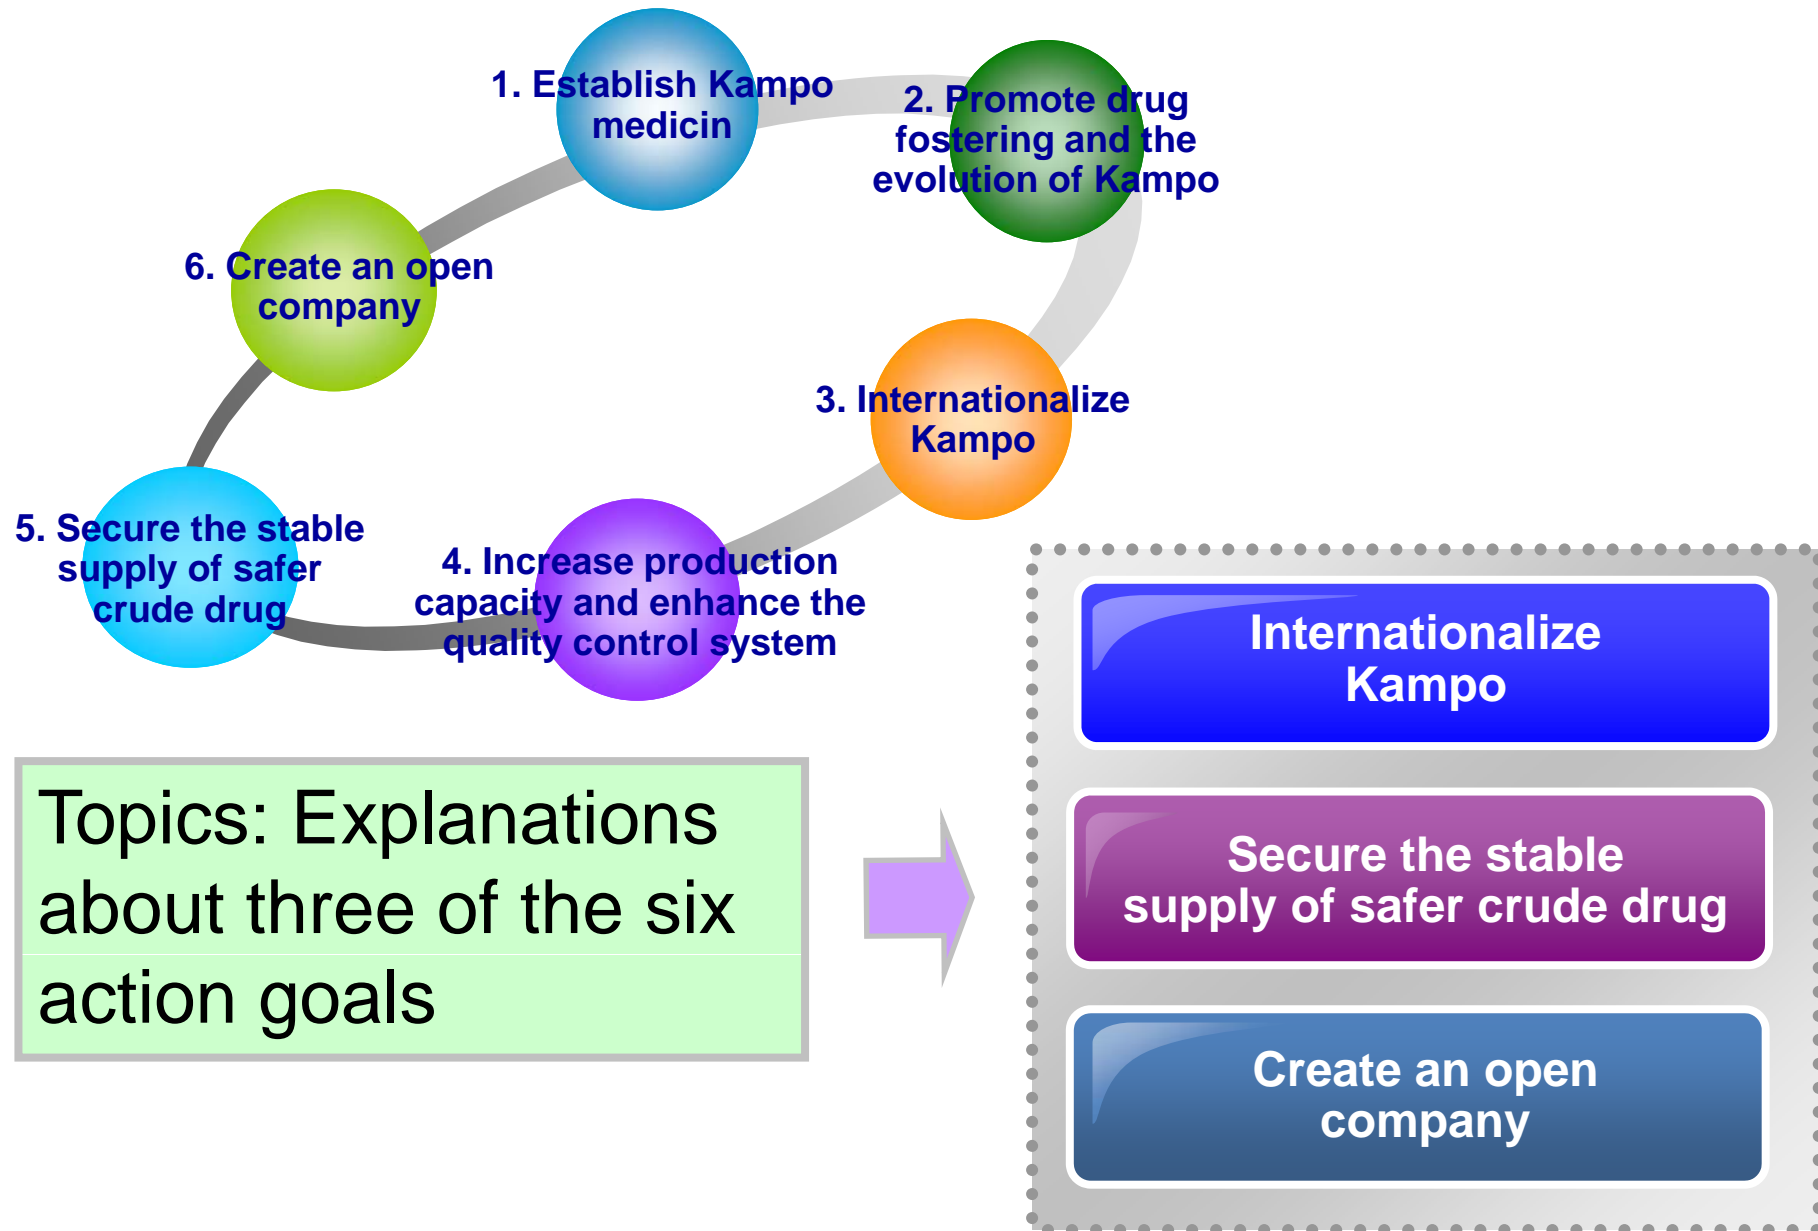 1. Establish Kampo
medicin
2. Promote drug
fostering and the
evolution of Kampo
3. Internationalize
Kampo
4. Increase production
capacity and enhance the
quality control system
5. Secure the stable
supply of safer
crude drug
6. Create an open
company
Topics: Explanations
about three of the six
action goals
Internationalize
Kampo
Secure the stable
supply of safer crude drug
Create an open
company